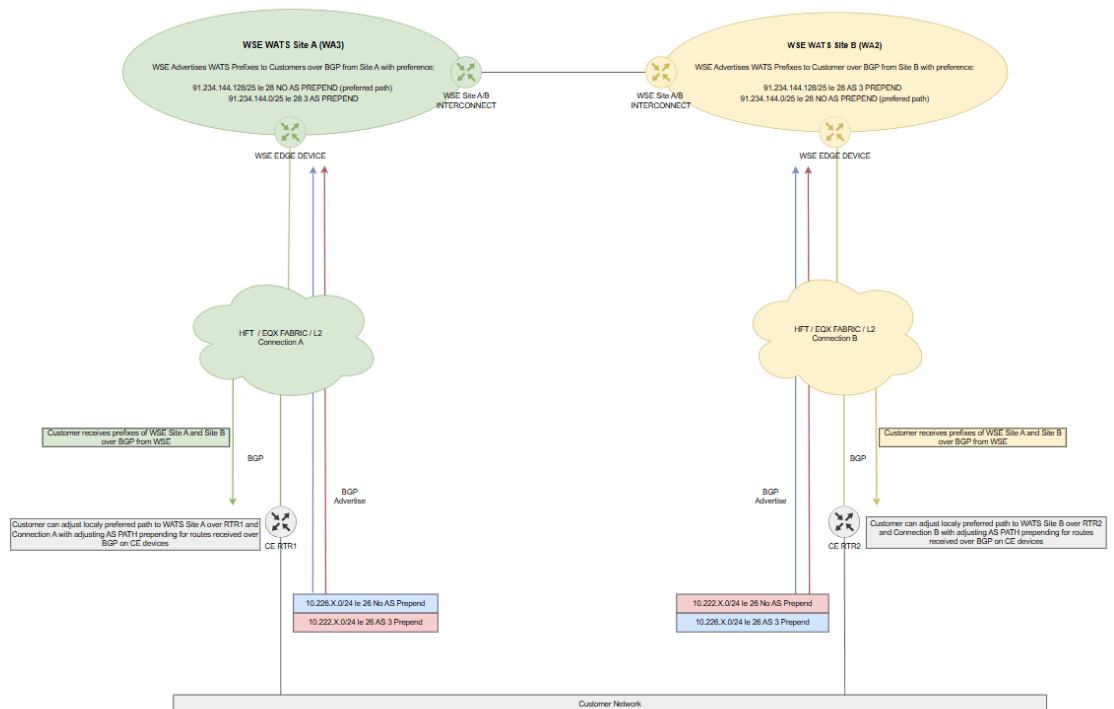 WSE WATS Site A (WA3)
WSE Advertises WATS Prefixes to Customers over BGP from Site A with preference:
91.234.144.128/25 le 28 NO AS PREPEND (preferred path)
91.234.144.0/25 le 28 3 AS PREPEND
WSE Site A/B
INTERCONNECT
WSE EDGE DEVICE
WSE WATS Site B (WA2)
WSE Advertises WATS Prefixes to Customer over BGP from Site B with preference:
91.234.144.128/25 le 28 AS 3 PREPEND
91.234.144.0/25 le 28 NO AS PREPEND (preferred path)
WSE Site A/B
INTERCONNECT
WSE EDGE DEVICE
HFT / EQX FABRIC / L2
Connection A
HFT / EQX FABRIC / L2
Connection B
Customer receives prefixes of WSE Site A and Site B
over BGP from WSE
BGP
BGP
Advertise
Customer can adjust localy preferred path to WATS Site A over RTR1 and
Connection A with adjusting AS PATH prepending for routes received over
BGP on CE devices
CE RTR1
10.226.X.0/24 le 26 No AS Prepend
10.222.X.0/24 le 26 AS 3 Prepend
Customer receives prefixes of WSE Site A and Site B
over BGP from WSE
BGP
BGP
Advertise
Customer can adjust localy preferred path to WATS Site B over RTR2
and Connection B with adjusting AS PATH prepending for routes
received over BGP on CE devices
CE RTR2
10.222.X.0/24 le 26 No AS Prepend
10.226.X.0/24 le 26 AS 3 Prepend
Customer Network